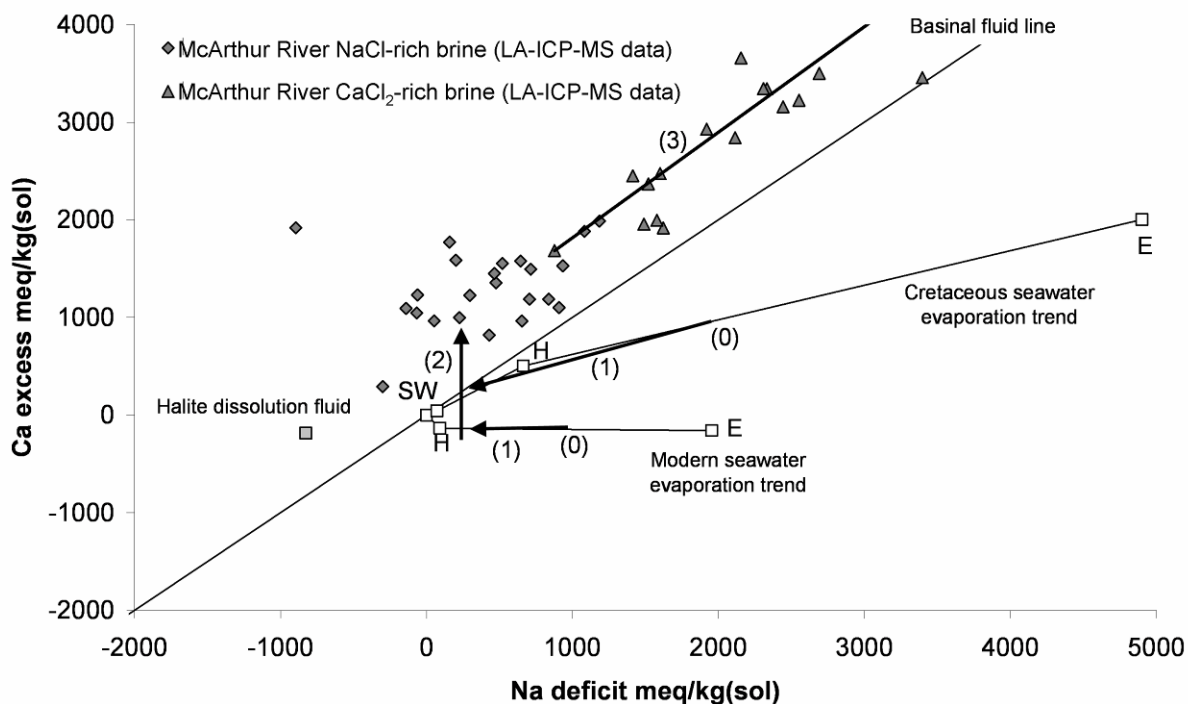 4000
Basinal fluid line
McArthur River NaCl-rich brine (LA-ICP-MS data)
McArthur River CaCl₂-rich brine (LA-ICP-MS data)
3000
(3)
2000
E
Cretaceous seawater
evaporation trend
1000
H
(0)
(2)
(1)
SW
Halite dissolution fluid
0
E
H
(1)
(0)
Modern seawater
evaporation trend
-1000
-2000
-2000 -1000 0 1000 2000 3000 4000 5000
Na deficit meq/kg(sol)
Ca excess meq/kg(sol)